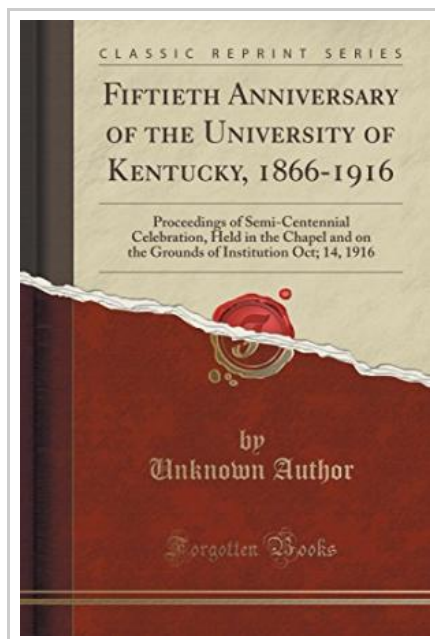 CLASSIC REPRINT SERIES
FIFTIETH ANNIVERSARY
OF THE UNIVERSITY OF
KENTUCKY, 1866-1916
Proceedings of Semi-Centennial
Celebration, Held in the Chapel and on
the Grounds of Institution Oct; 14, 1916
by
Unknown Author
Forgotten Books